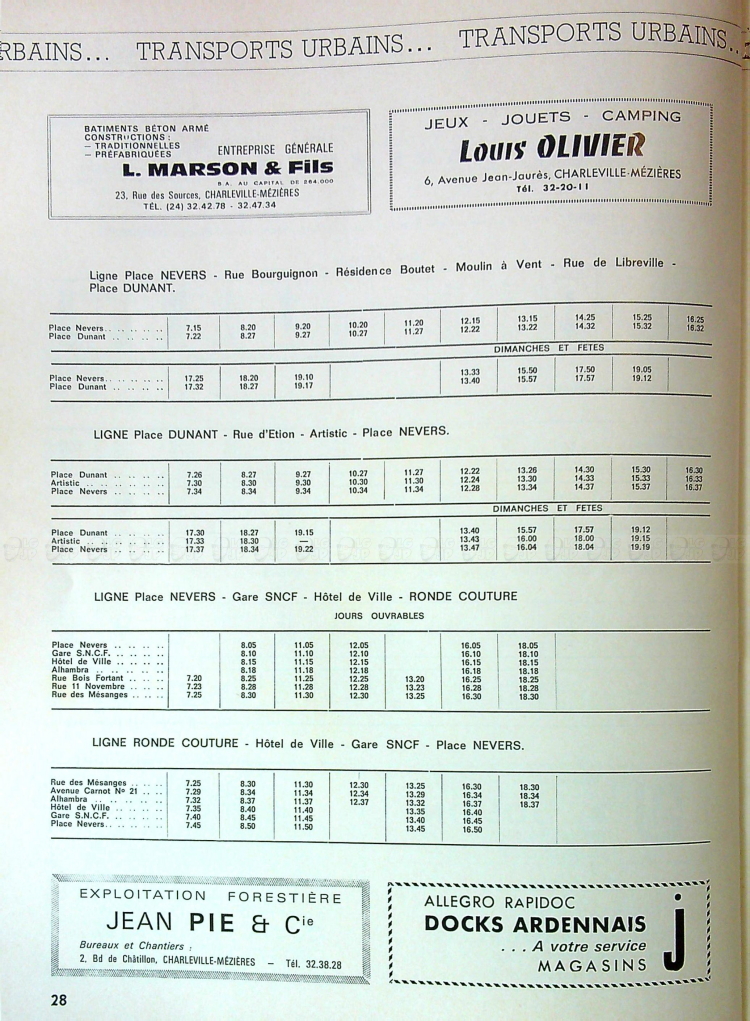 RBAINS... TRANSPORTS URBAINS... TRANSPORTS URBAINS...
BATIMENTS BÉTON ARMÉ
CONSTRUCTIONS :
— TRADITIONNELLES
— PRÉFABRIQUÉES
ENTREPRISE GÉNÉRALE
L. MARSON & Fils
S.A. AU CAPITAL DE 264.000
23, Rue des Sources, CHARLEVILLE-MÉZIÈRES
TÉL. (24) 32.42.78 - 32.47.34
JEUX - JOUETS - CAMPING
Louis OLIVIER
6, Avenue Jean-Jaurès, CHARLEVILLE-MÉZIÈRES
Tél. 32-20-11
Ligne Place NEVERS - Rue Bourguignon - Résidence Boutet - Moulin à Vent - Rue de Libreville -
Place DUNANT.
Place Nevers.. .. .. .. 7.15 8.20 9.20 10.20 11.20 12.15 13.15 14.25 15.25 16.25
Place Dunant .. .. .. .. 7.22 8.27 9.27 10.27 11.27 12.22 13.22 14.32 15.32 16.32
DIMANCHES ET FETES
Place Nevers.. .. .. .. 17.25 18.20 19.10 13.33 15.50 17.50 19.05
Place Dunant .. .. .. .. 17.32 18.27 19.17 13.40 15.57 17.57 19.12
LIGNE Place DUNANT - Rue d'Etion - Artistic - Place NEVERS.
Place Dunant .. .. .. .. 7.26 8.27 9.27 10.27 11.27 12.22 13.26 14.30 15.30 16.30
Artistic .. .. .. .. .. 7.30 8.30 9.30 10.30 11.30 12.24 13.30 14.33 15.33 16.33
Place Nevers .. .. .. .. 7.34 8.34 9.34 10.34 11.34 12.28 13.34 14.37 15.37 16.37
DIMANCHES ET FETES
Place Dunant .. .. .. .. 17.30 18.27 19.15 13.40 15.57 17.57 19.12
Artistic .. .. .. .. .. 17.33 18.30 — 13.43 16.00 18.00 19.15
Place Nevers .. .. .. .. 17.37 18.34 19.22 13.47 16.04 18.04 19.19
LIGNE Place NEVERS - Gare SNCF - Hôtel de Ville - RONDE COUTURE
JOURS OUVRABLES
Place Nevers .. .. .. .. 8.05 11.05 12.05 16.05 18.05
Gare S.N.C.F. .. .. .. .. 8.10 11.10 12.10 16.10 18.10
Hôtel de Ville .. .. .. .. 8.15 11.15 12.15 16.15 18.15
Alhambra .. .. .. .. .. 8.18 11.18 12.18 16.18 18.18
Rue Bois Fortant .. .. .. 7.20 8.25 11.25 12.25 13.20 16.25 18.25
Rue 11 Novembre .. .. .. 7.23 8.28 11.28 12.28 13.23 16.28 18.28
Rue des Mésanges .. .. .. 7.25 8.30 11.30 12.30 13.25 16.30 18.30
LIGNE RONDE COUTURE - Hôtel de Ville - Gare SNCF - Place NEVERS.
Rue des Mésanges .. .. .. 7.25 8.30 11.30 12.30 13.25 16.30 18.30
Avenue Carnot Nº 21 .. .. 7.29 8.34 11.34 12.34 13.29 16.34 18.34
Alhambra .. .. .. .. .. 7.32 8.37 11.37 12.37 13.32 16.37 18.37
Hôtel de Ville .. .. .. .. 7.35 8.40 11.40 13.35 16.40
Gare S.N.C.F. .. .. .. .. 7.40 8.45 11.45 13.40 16.45
Place Nevers.. .. .. .. 7.45 8.50 11.50 13.45 16.50
EXPLOITATION FORESTIÈRE
JEAN PIE & Cie
Bureaux et Chantiers :
2, Bd de Châtillon, CHARLEVILLE-MÉZIÈRES — Tél. 32.38.28
ALLEGRO RAPIDOC
DOCKS ARDENNAIS
... A votre service
MAGASINS
j
28